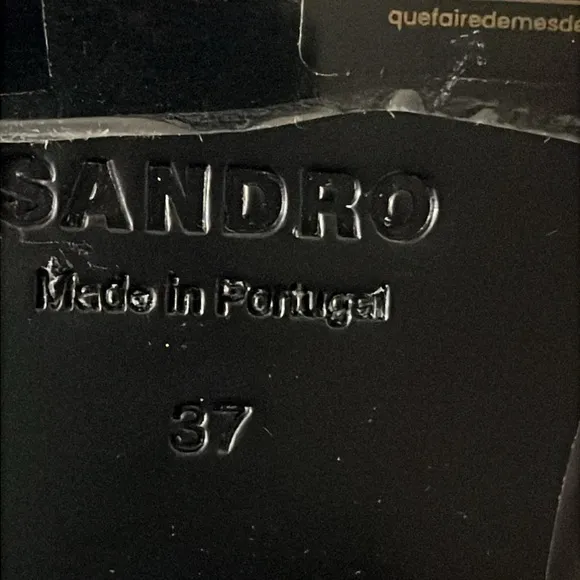 quefairedemesde
SANDRO
Made in Portugal
37